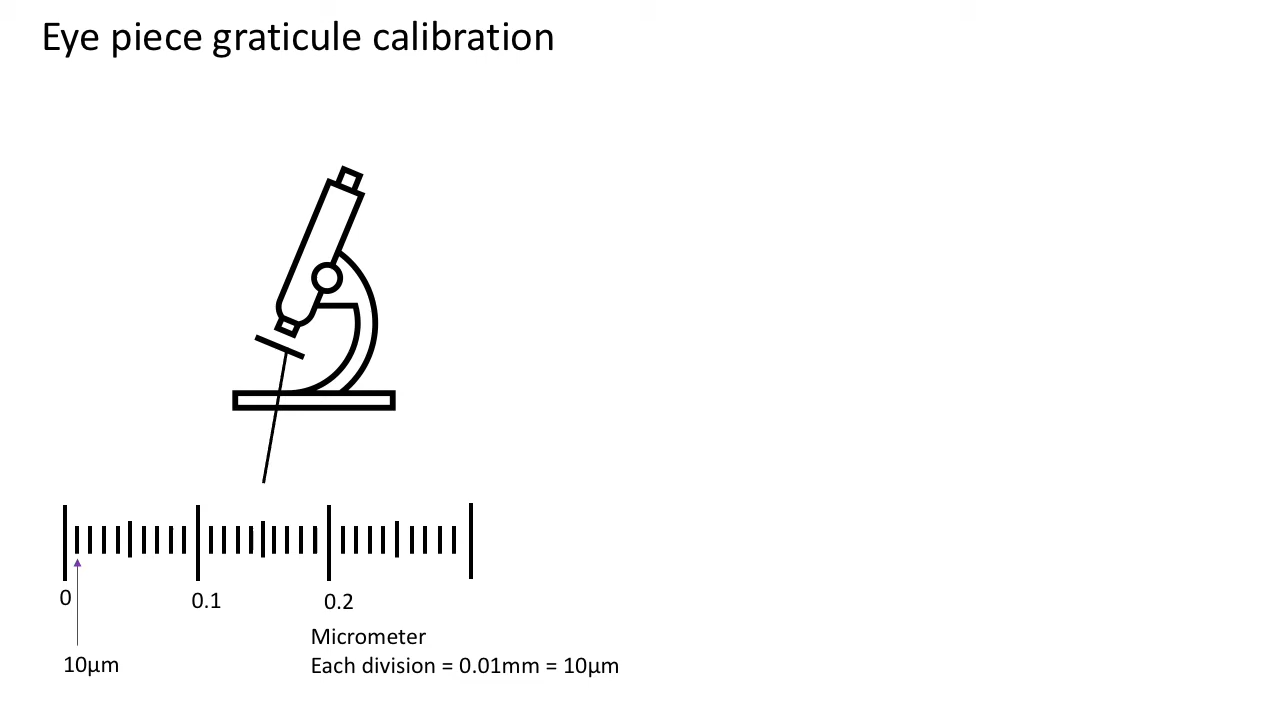 Eye piece graticule calibration
0
0.1
0.2
Micrometer
10µm
Each division = 0.01mm = 10µm